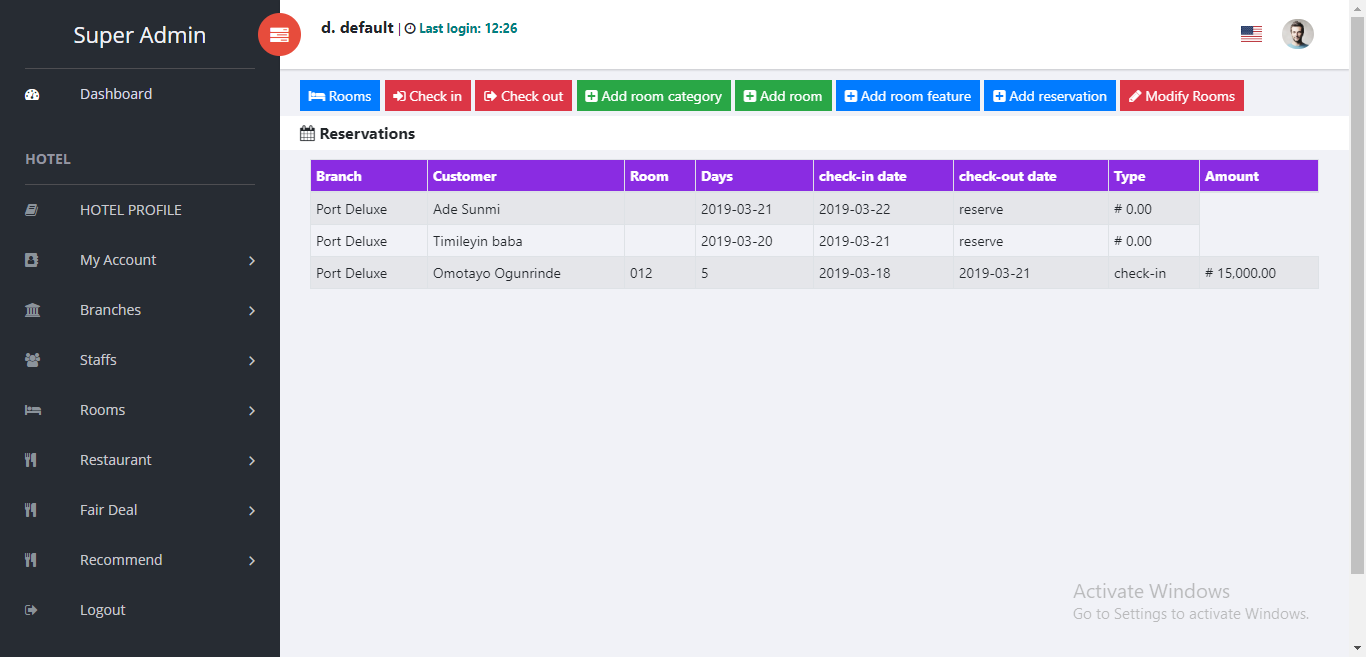 Super Admin
d. default | Last login: 12:26
Dashboard
HOTEL
HOTEL PROFILE
My Account
Branches
Staffs
Rooms
Restaurant
Fair Deal
Recommend
Logout
Rooms Check in Check out Add room category Add room Add room feature Add reservation Modify Rooms
Reservations
Branch Customer Room Days check-in date check-out date Type Amount
Port Deluxe Ade Sunmi 2019-03-21 2019-03-22 reserve # 0.00
Port Deluxe Timileyin baba 2019-03-20 2019-03-21 reserve # 0.00
Port Deluxe Omotayo Ogunrinde 012 5 2019-03-18 2019-03-21 check-in # 15,000.00
Activate Windows
Go to Settings to activate Windows.